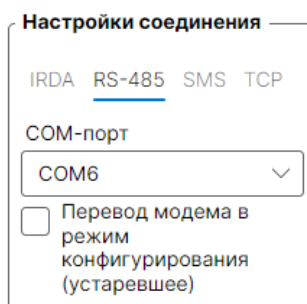 Настройки соединения
IRDA RS-485 SMS TCP
COM-порт
COM6
Перевод модема в
режим
конфигурирования
(устаревшее)